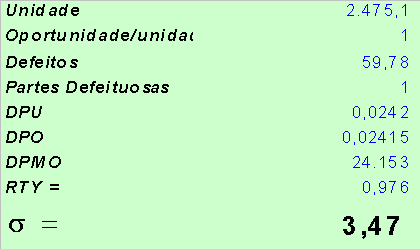 Unidade 2.475,1
Oportunidade/unidad 1
Defeitos 59,78
Partes Defeituosas 1
DPU 0,0242
DPO 0,02415
DPMO 24.153
RTY = 0,976
σ = 3,47